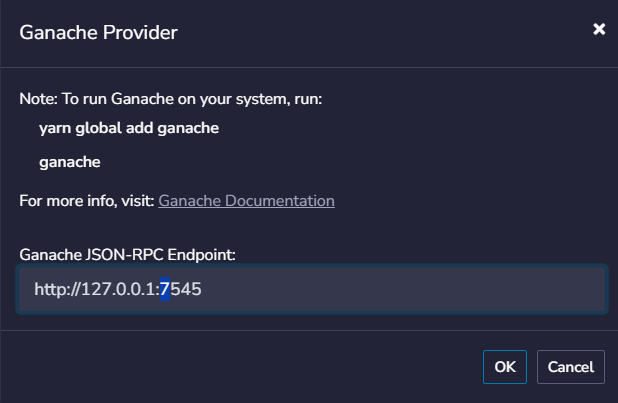 Ganache Provider
Note: To run Ganache on your system, run:
yarn global add ganache
ganache
For more info, visit: Ganache Documentation
Ganache JSON-RPC Endpoint:
http://127.0.0.1:7545
OK Cancel